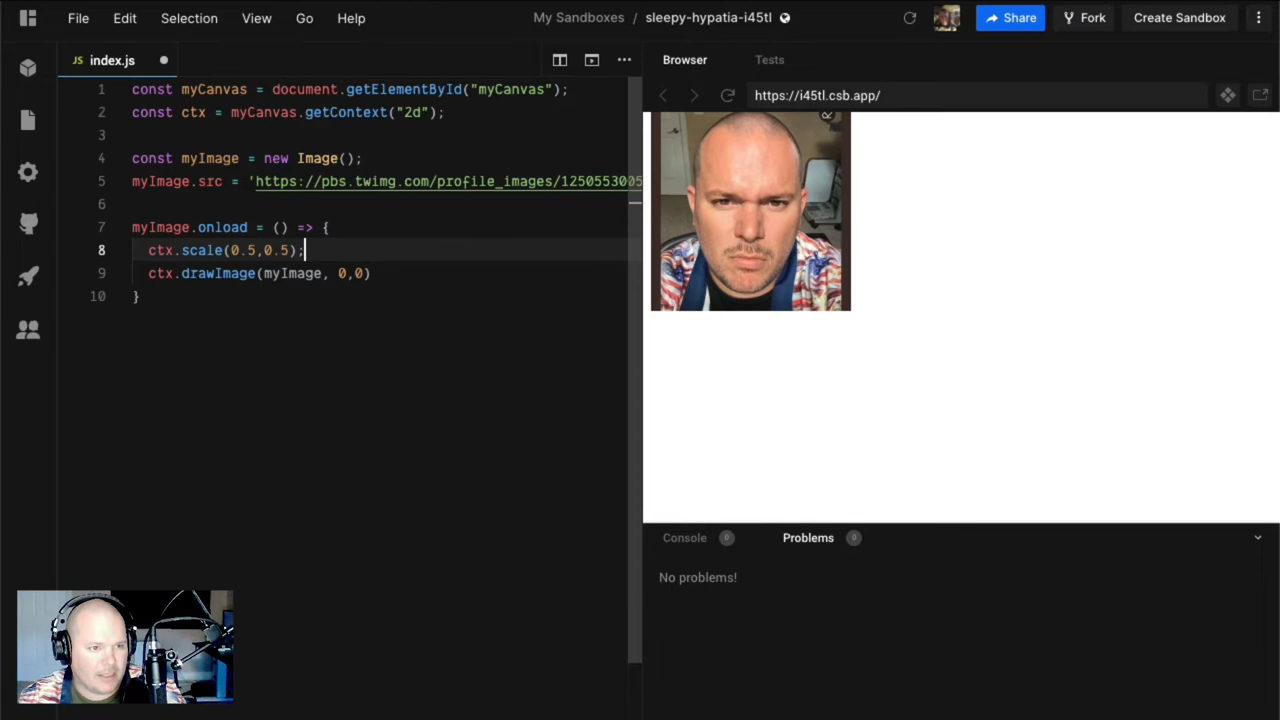 File Edit Selection View Go Help My Sandboxes / sleepy-hypatia-i45tl Share Fork Create Sandbox
JS index.js
Browser Tests
https://i45tl.csb.app/
1 const myCanvas = document.getElementById("myCanvas");
2 const ctx = myCanvas.getContext("2d");
3
4 const myImage = new Image();
5 myImage.src = 'https://pbs.twimg.com/profile_images/1250553005
6
7 myImage.onload = () => {
8 ctx.scale(0.5,0.5);
9 ctx.drawImage(myImage, 0,0)
10 }
Console 0 Problems 0
No problems!